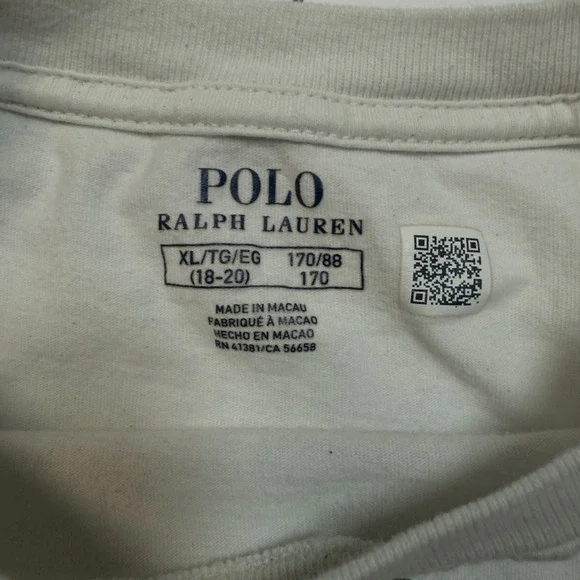 POLO
RALPH LAUREN
XL/TG/EG 170/88
(18-20) 170
MADE IN MACAU
FABRIQUÉ À MACAO
HECHO EN MACAO
RN 41381/CA 56658